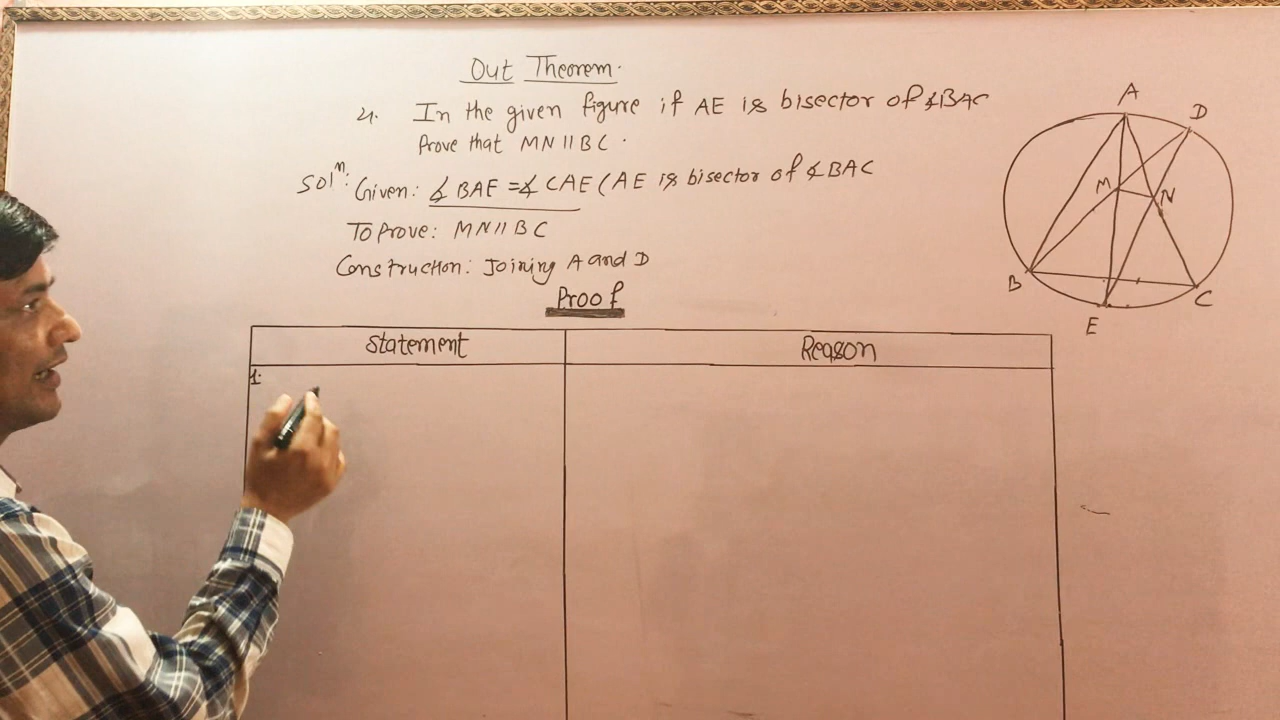 Out Theorem.
21. In the given figure if AE is bisector of ∡BAC
Prove that MN || BC.
Solⁿ: Given: ∡BAE = ∡CAE (AE is bisector of ∡BAC
To Prove: MN // BC
Construction: Joining A and D
Proof
Statement
Reason
1.
A
D
M
N
B
C
E